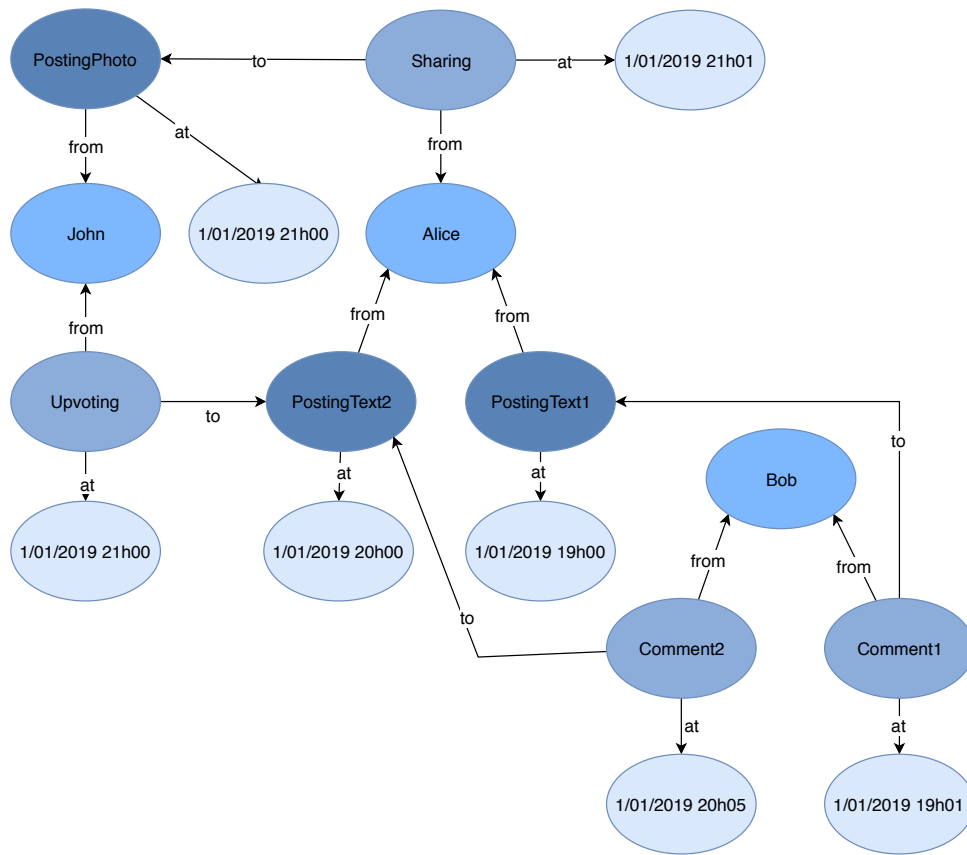 PostingPhoto
to
Sharing
at
1/01/2019 21h01
from
at
from
John
1/01/2019 21h00
Alice
from
from
from
Upvoting
to
PostingText2
PostingText1
to
at
at
at
Bob
1/01/2019 21h00
1/01/2019 20h00
1/01/2019 19h00
from
from
to
Comment2
Comment1
at
at
1/01/2019 20h05
1/01/2019 19h01